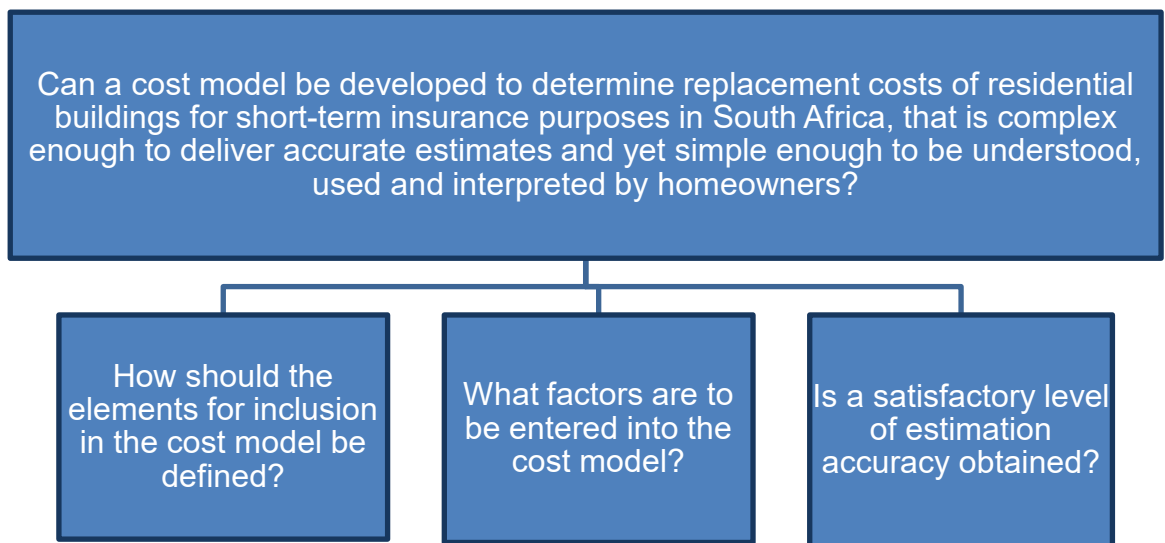 Can a cost model be developed to determine replacement costs of residential
buildings for short-term insurance purposes in South Africa, that is complex
enough to deliver accurate estimates and yet simple enough to be understood,
used and interpreted by homeowners?
How should the
elements for inclusion
in the cost model be
defined?
What factors are to
be entered into the
cost model?
Is a satisfactory level
of estimation
accuracy obtained?